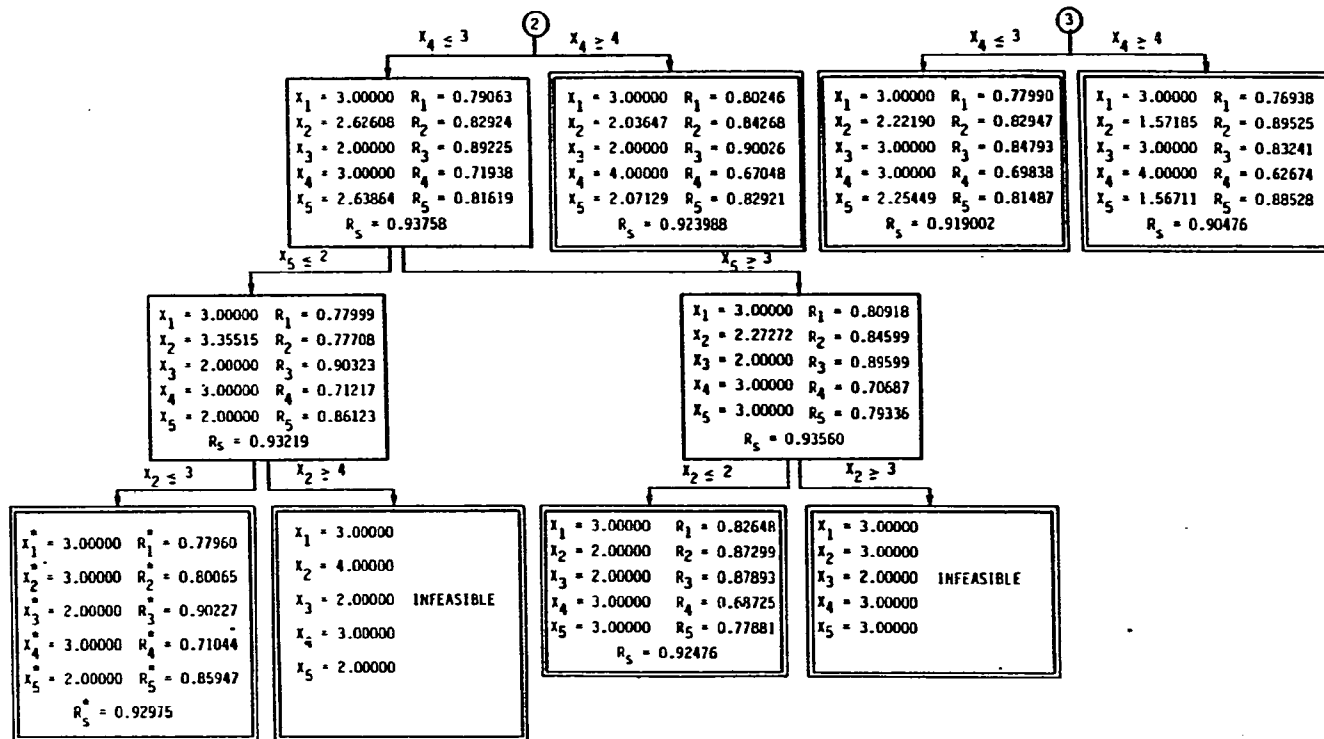 2
3
X4 ≤ 3
X4 ≥ 4
X4 ≤ 3
X4 ≥ 4
X1 = 3.00000 R1 = 0.79063
X2 = 2.62608 R2 = 0.82924
X3 = 2.00000 R3 = 0.89225
X4 = 3.00000 R4 = 0.71938
X5 = 2.63864 R5 = 0.81619
Rs = 0.93758
X1 = 3.00000 R1 = 0.80246
X2 = 2.03647 R2 = 0.84268
X3 = 2.00000 R3 = 0.90026
X4 = 4.00000 R4 = 0.67048
X5 = 2.07129 R5 = 0.82921
Rs = 0.923988
X1 = 3.00000 R1 = 0.77990
X2 = 2.22190 R2 = 0.82947
X3 = 3.00000 R3 = 0.84793
X4 = 3.00000 R4 = 0.69838
X5 = 2.25449 R5 = 0.81487
Rs = 0.919002
X1 = 3.00000 R1 = 0.76938
X2 = 1.57185 R2 = 0.89525
X3 = 3.00000 R3 = 0.83241
X4 = 4.00000 R4 = 0.62674
X5 = 1.56711 R5 = 0.88528
Rs = 0.90476
X5 ≤ 2
X5 ≥ 3
X1 = 3.00000 R1 = 0.77999
X2 = 3.35515 R2 = 0.77708
X3 = 2.00000 R3 = 0.90323
X4 = 3.00000 R4 = 0.71217
X5 = 2.00000 R5 = 0.86123
Rs = 0.93219
X1 = 3.00000 R1 = 0.80918
X2 = 2.27272 R2 = 0.84599
X3 = 2.00000 R3 = 0.89599
X4 = 3.00000 R4 = 0.70687
X5 = 3.00000 R5 = 0.79336
Rs = 0.93560
X2 ≤ 3
X2 ≥ 4
X2 ≤ 2
X2 ≥ 3
X1* = 3.00000 R1* = 0.77960
X2* = 3.00000 R2* = 0.80065
X3* = 2.00000 R3* = 0.90227
X4* = 3.00000 R4* = 0.71044
X5* = 2.00000 R5* = 0.85947
Rs* = 0.92975
X1 = 3.00000
X2 = 4.00000
X3 = 2.00000 INFEASIBLE
X4 = 3.00000
X5 = 2.00000
X1 = 3.00000 R1 = 0.82648
X2 = 2.00000 R2 = 0.87299
X3 = 2.00000 R3 = 0.87893
X4 = 3.00000 R4 = 0.68725
X5 = 3.00000 R5 = 0.77881
Rs = 0.92476
X1 = 3.00000
X2 = 3.00000
X3 = 2.00000 INFEASIBLE
X4 = 3.00000
X5 = 3.00000